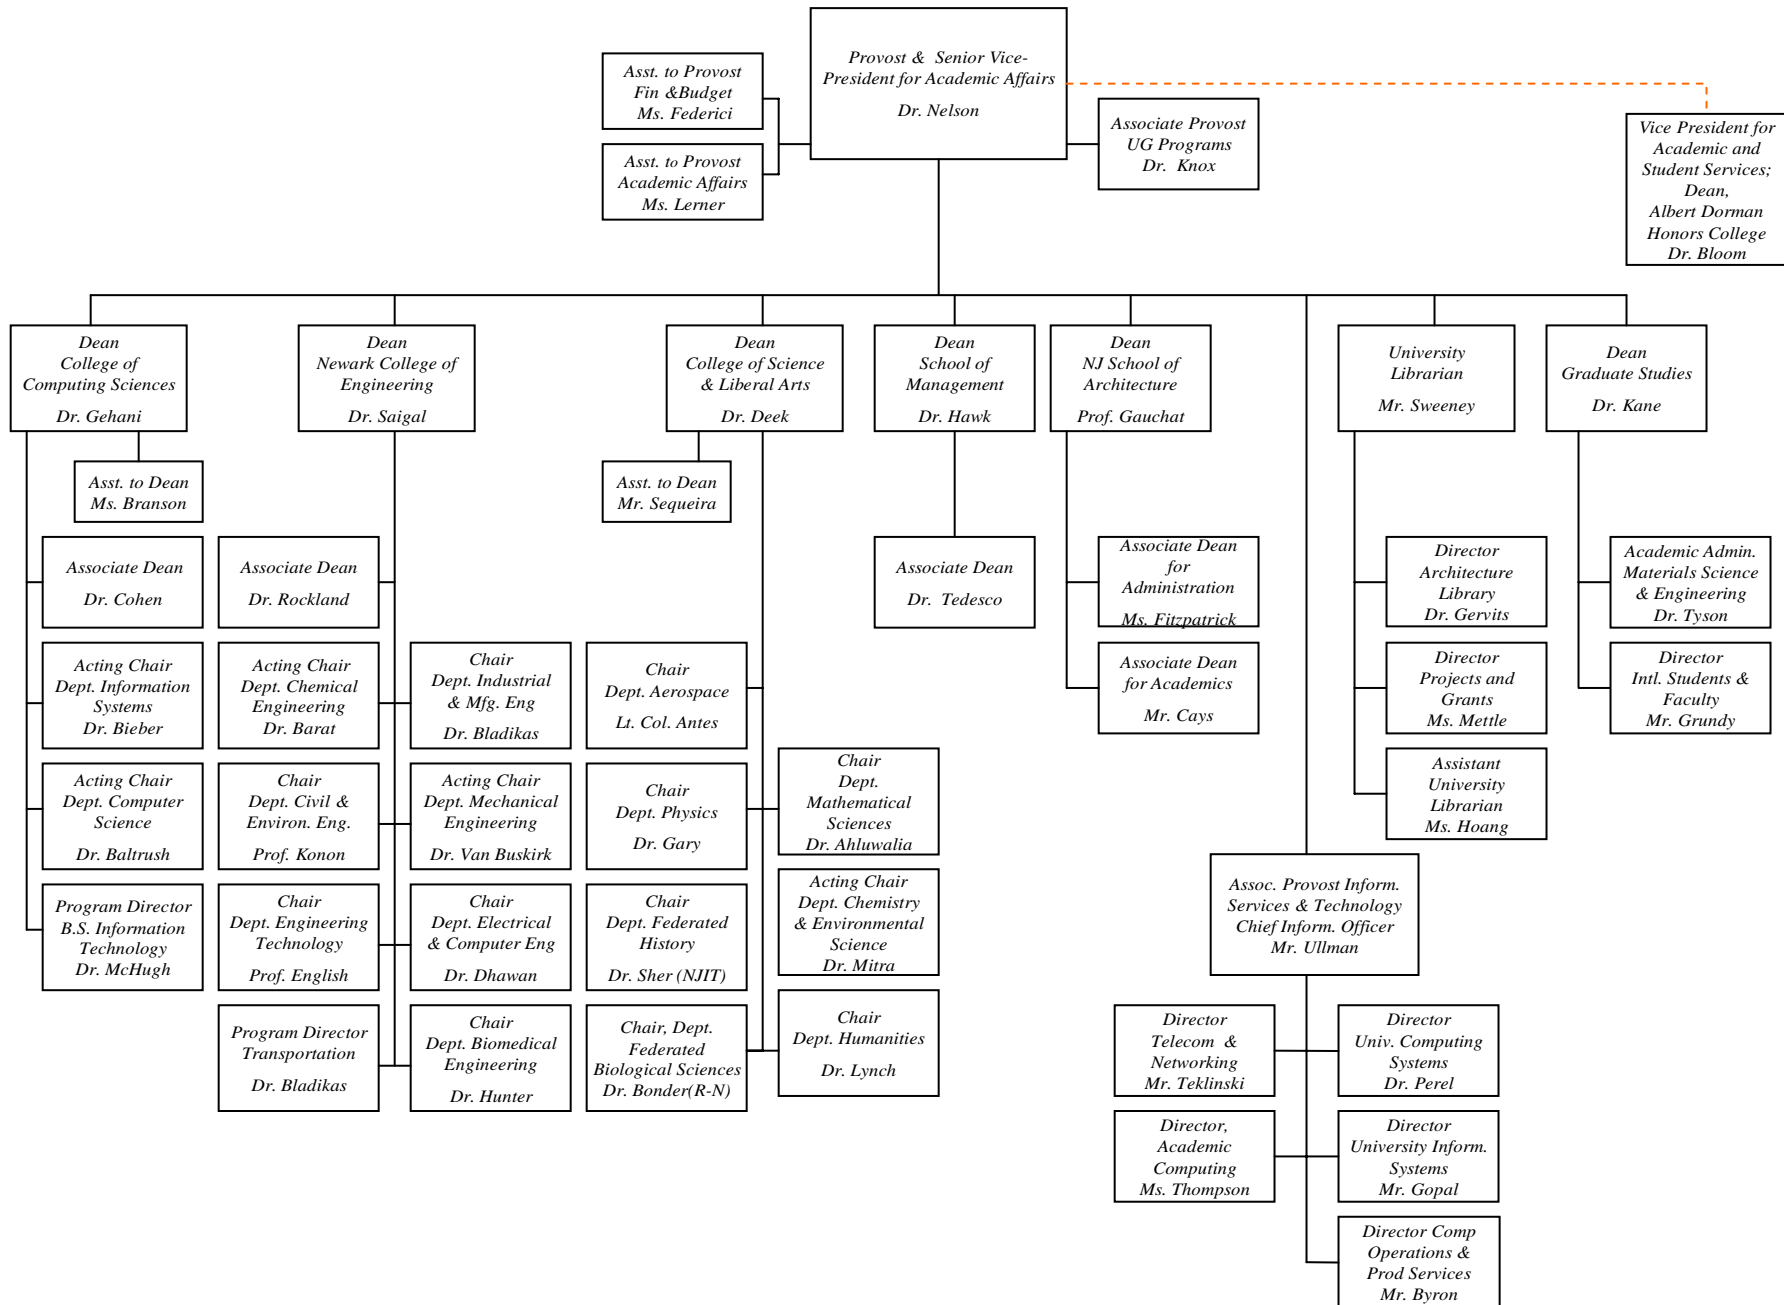 Provost & Senior Vice-
President for Academic Affairs
Dr. Nelson
Asst. to Provost
Fin &Budget
Ms. Federici
Asst. to Provost
Academic Affairs
Ms. Lerner
Associate Provost
UG Programs
Dr. Knox
Vice President for
Academic and
Student Services;
Dean,
Albert Dorman
Honors College
Dr. Bloom
Dean
College of
Computing Sciences
Dr. Gehani
Dean
Newark College of
Engineering
Dr. Saigal
Dean
College of Science
& Liberal Arts
Dr. Deek
Dean
School of
Management
Dr. Hawk
Dean
NJ School of
Architecture
Prof. Gauchat
University
Librarian
Mr. Sweeney
Dean
Graduate Studies
Dr. Kane
Asst. to Dean
Ms. Branson
Asst. to Dean
Mr. Sequeira
Associate Dean
Dr. Cohen
Associate Dean
Dr. Rockland
Associate Dean
Dr. Tedesco
Associate Dean
for
Administration
Ms. Fitzpatrick
Director
Architecture
Library
Dr. Gervits
Academic Admin.
Materials Science
& Engineering
Dr. Tyson
Acting Chair
Dept. Information
Systems
Dr. Bieber
Acting Chair
Dept. Chemical
Engineering
Dr. Barat
Chair
Dept. Industrial
& Mfg. Eng
Dr. Bladikas
Chair
Dept. Aerospace
Lt. Col. Antes
Associate Dean
for Academics
Mr. Cays
Director
Projects and
Grants
Ms. Mettle
Director
Intl. Students &
Faculty
Mr. Grundy
Acting Chair
Dept. Computer
Science
Dr. Baltrush
Chair
Dept. Civil &
Environ. Eng.
Prof. Konon
Acting Chair
Dept. Mechanical
Engineering
Dr. Van Buskirk
Chair
Dept. Physics
Dr. Gary
Chair
Dept.
Mathematical
Sciences
Dr. Ahluwalia
Assistant
University
Librarian
Ms. Hoang
Program Director
B.S. Information
Technology
Dr. McHugh
Chair
Dept. Engineering
Technology
Prof. English
Chair
Dept. Electrical
& Computer Eng
Dr. Dhawan
Chair
Dept. Federated
History
Dr. Sher (NJIT)
Acting Chair
Dept. Chemistry
& Environmental
Science
Dr. Mitra
Assoc. Provost Inform.
Services & Technology
Chief Inform. Officer
Mr. Ullman
Program Director
Transportation
Dr. Bladikas
Chair
Dept. Biomedical
Engineering
Dr. Hunter
Chair, Dept.
Federated
Biological Sciences
Dr. Bonder(R-N)
Chair
Dept. Humanities
Dr. Lynch
Director
Telecom &
Networking
Mr. Teklinski
Director
Univ. Computing
Systems
Dr. Perel
Director,
Academic
Computing
Ms. Thompson
Director
University Inform.
Systems
Mr. Gopal
Director Comp
Operations &
Prod Services
Mr. Byron